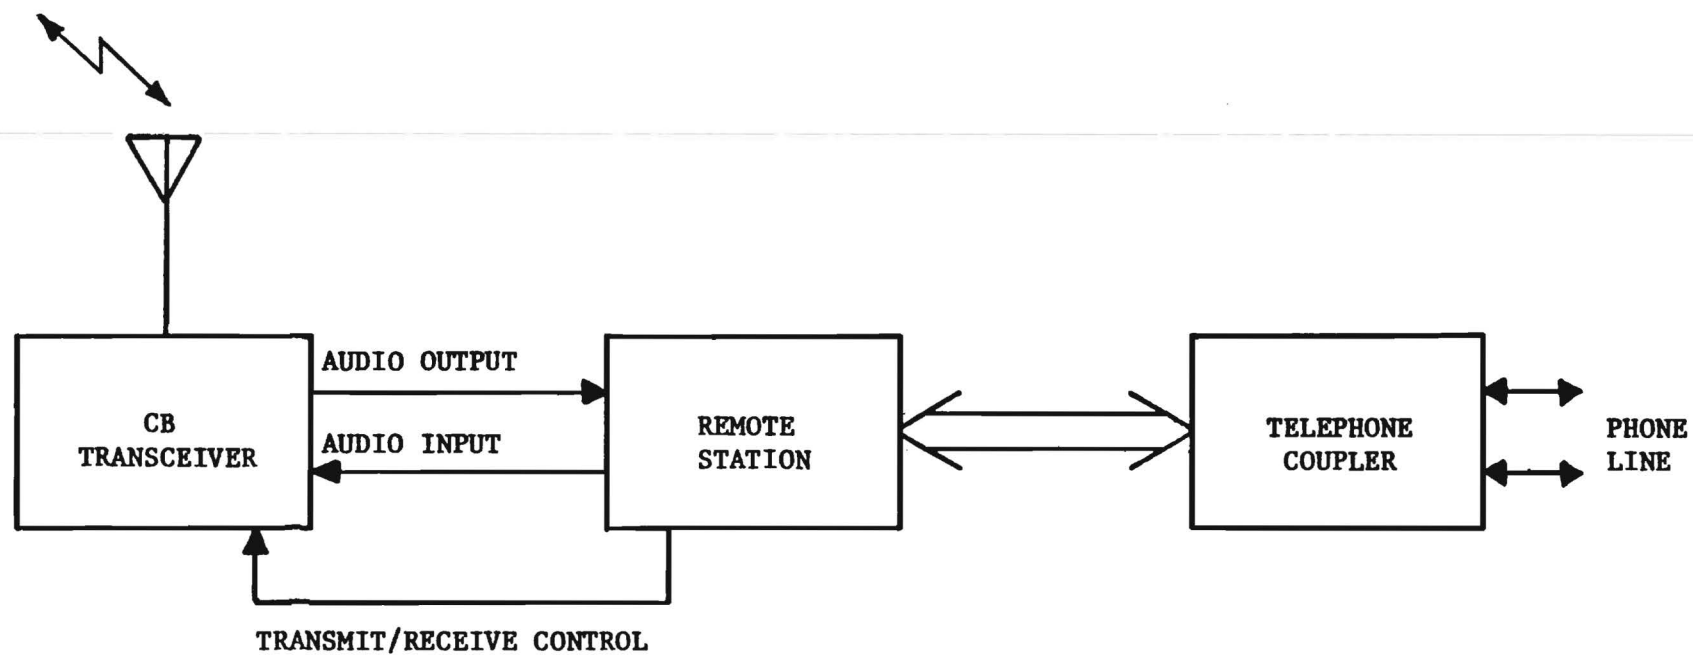 AUDIO OUTPUT
CB
TRANSCEIVER
AUDIO INPUT
REMOTE
STATION
TELEPHONE
COUPLER
PHONE
LINE
TRANSMIT/RECEIVE CONTROL